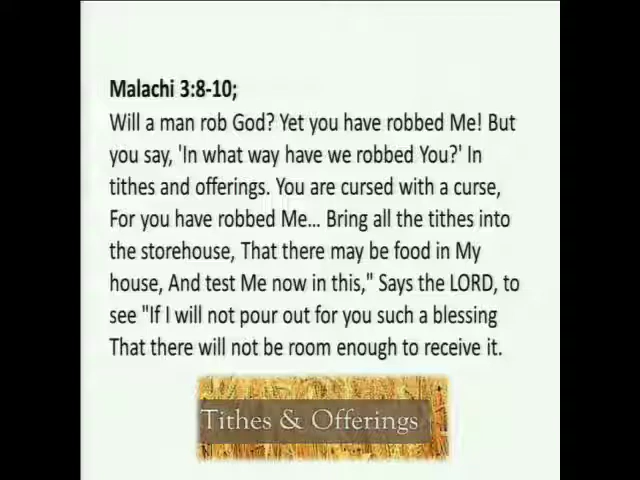 Malachi 3:8-10;
Will a man rob God? Yet you have robbed Me! But
you say, 'In what way have we robbed You?' In
tithes and offerings. You are cursed with a curse,
For you have robbed Me... Bring all the tithes into
the storehouse, That there may be food in My
house, And test Me now in this," Says the LORD, to
see "If I will not pour out for you such a blessing
That there will not be room enough to receive it.
Tithes & Offerings